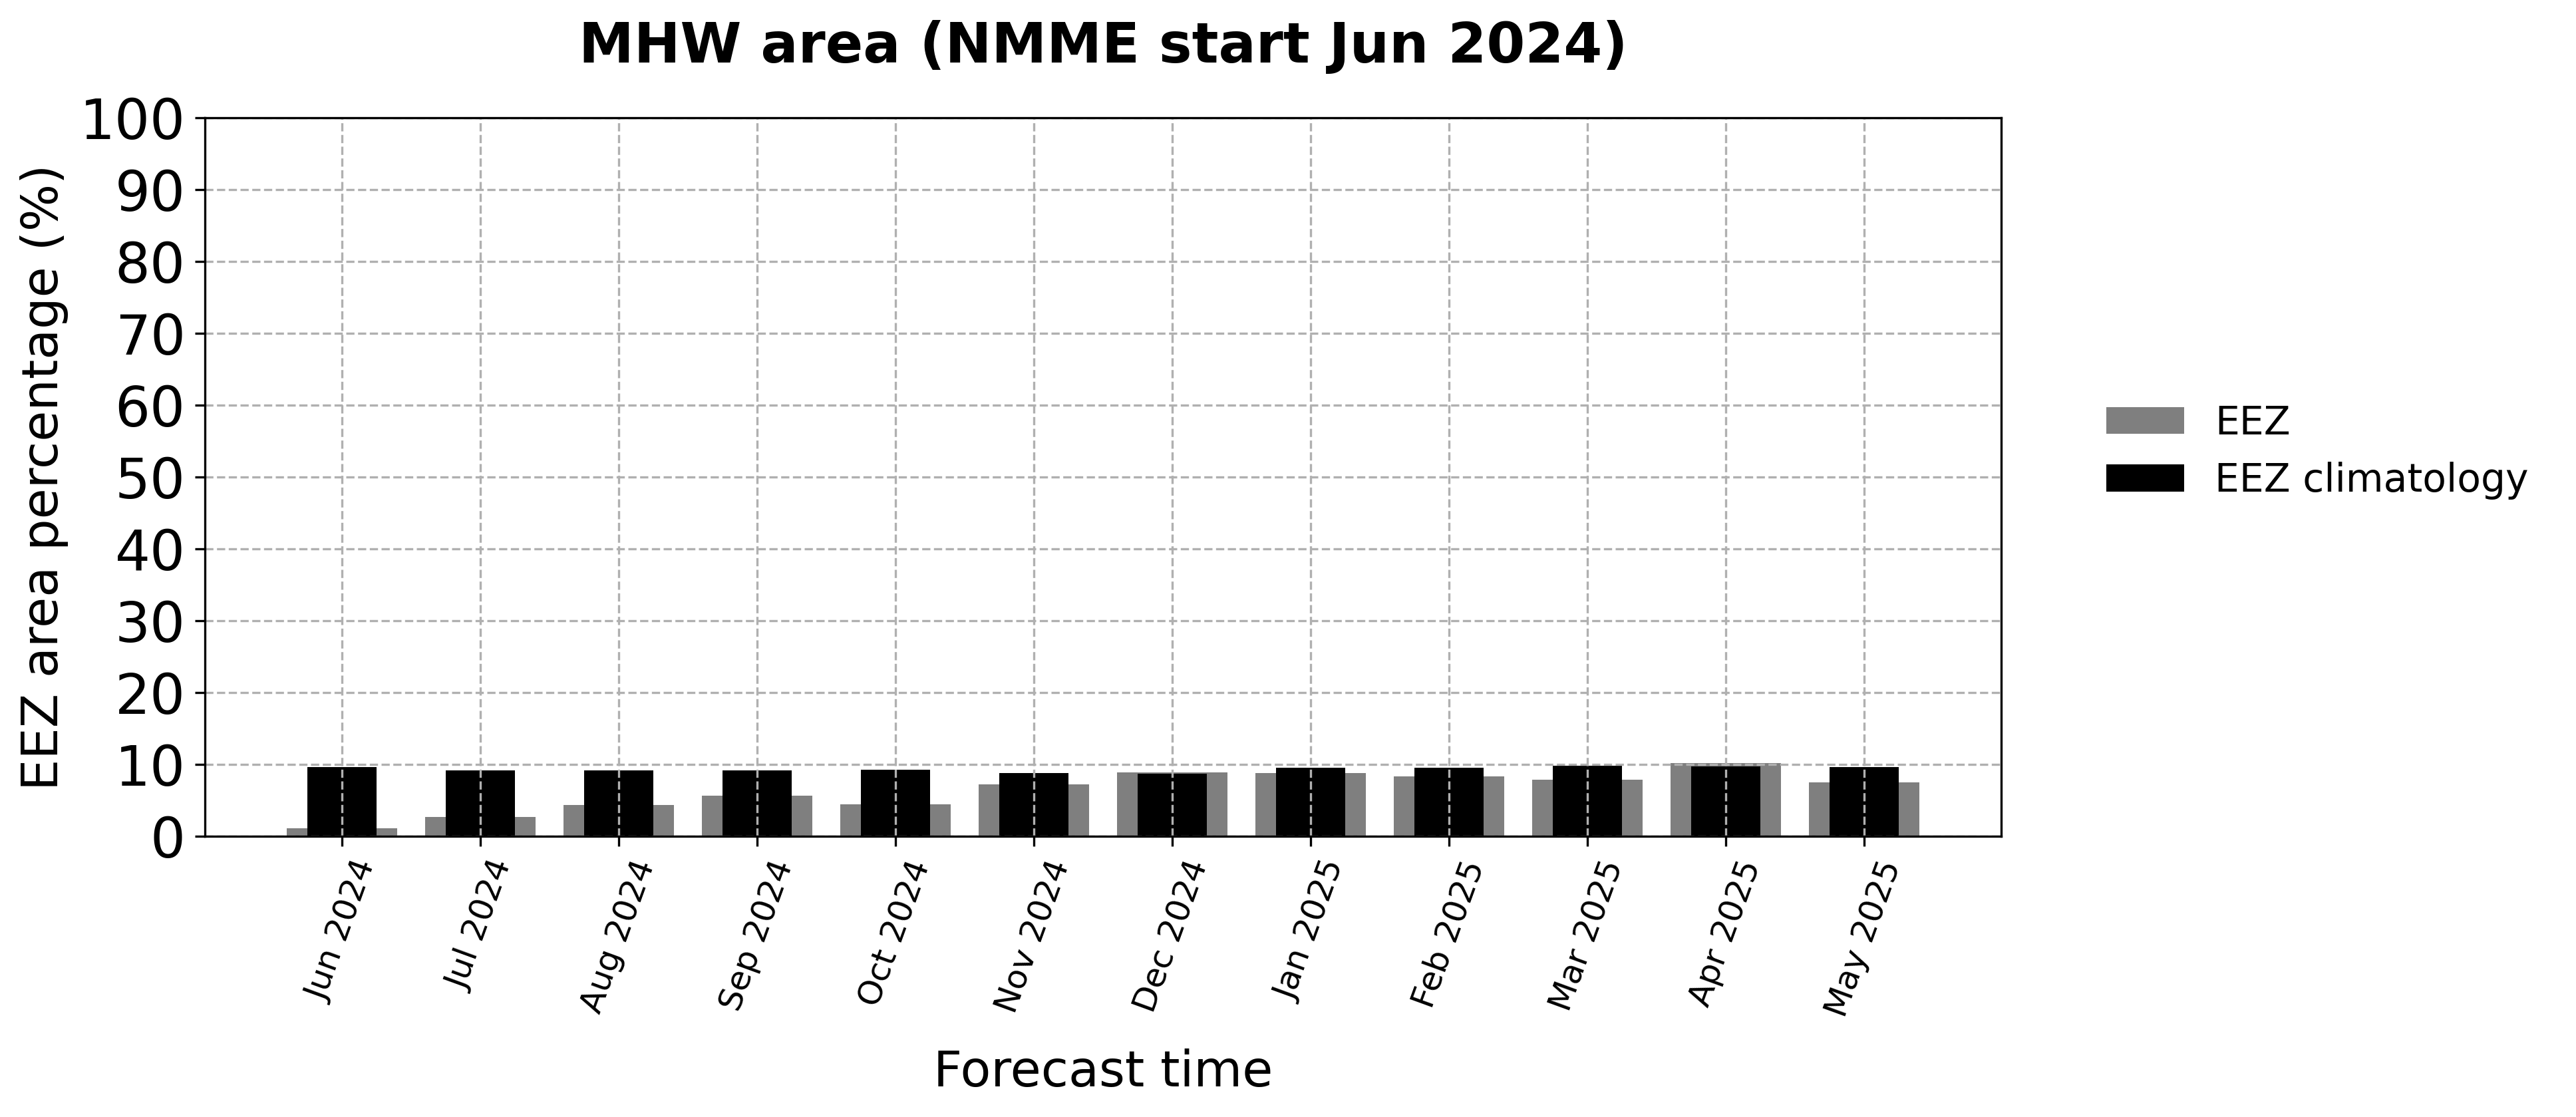 MHW area (NMME start Jun 2024)
EEZ area percentage (%)
100
90
80
70
60
50
40
30
20
10
0
EEZ
EEZ climatology
Jun 2024
Jul 2024
Aug 2024
Sep 2024
Oct 2024
Nov 2024
Dec 2024
Jan 2025
Feb 2025
Mar 2025
Apr 2025
May 2025
Forecast time